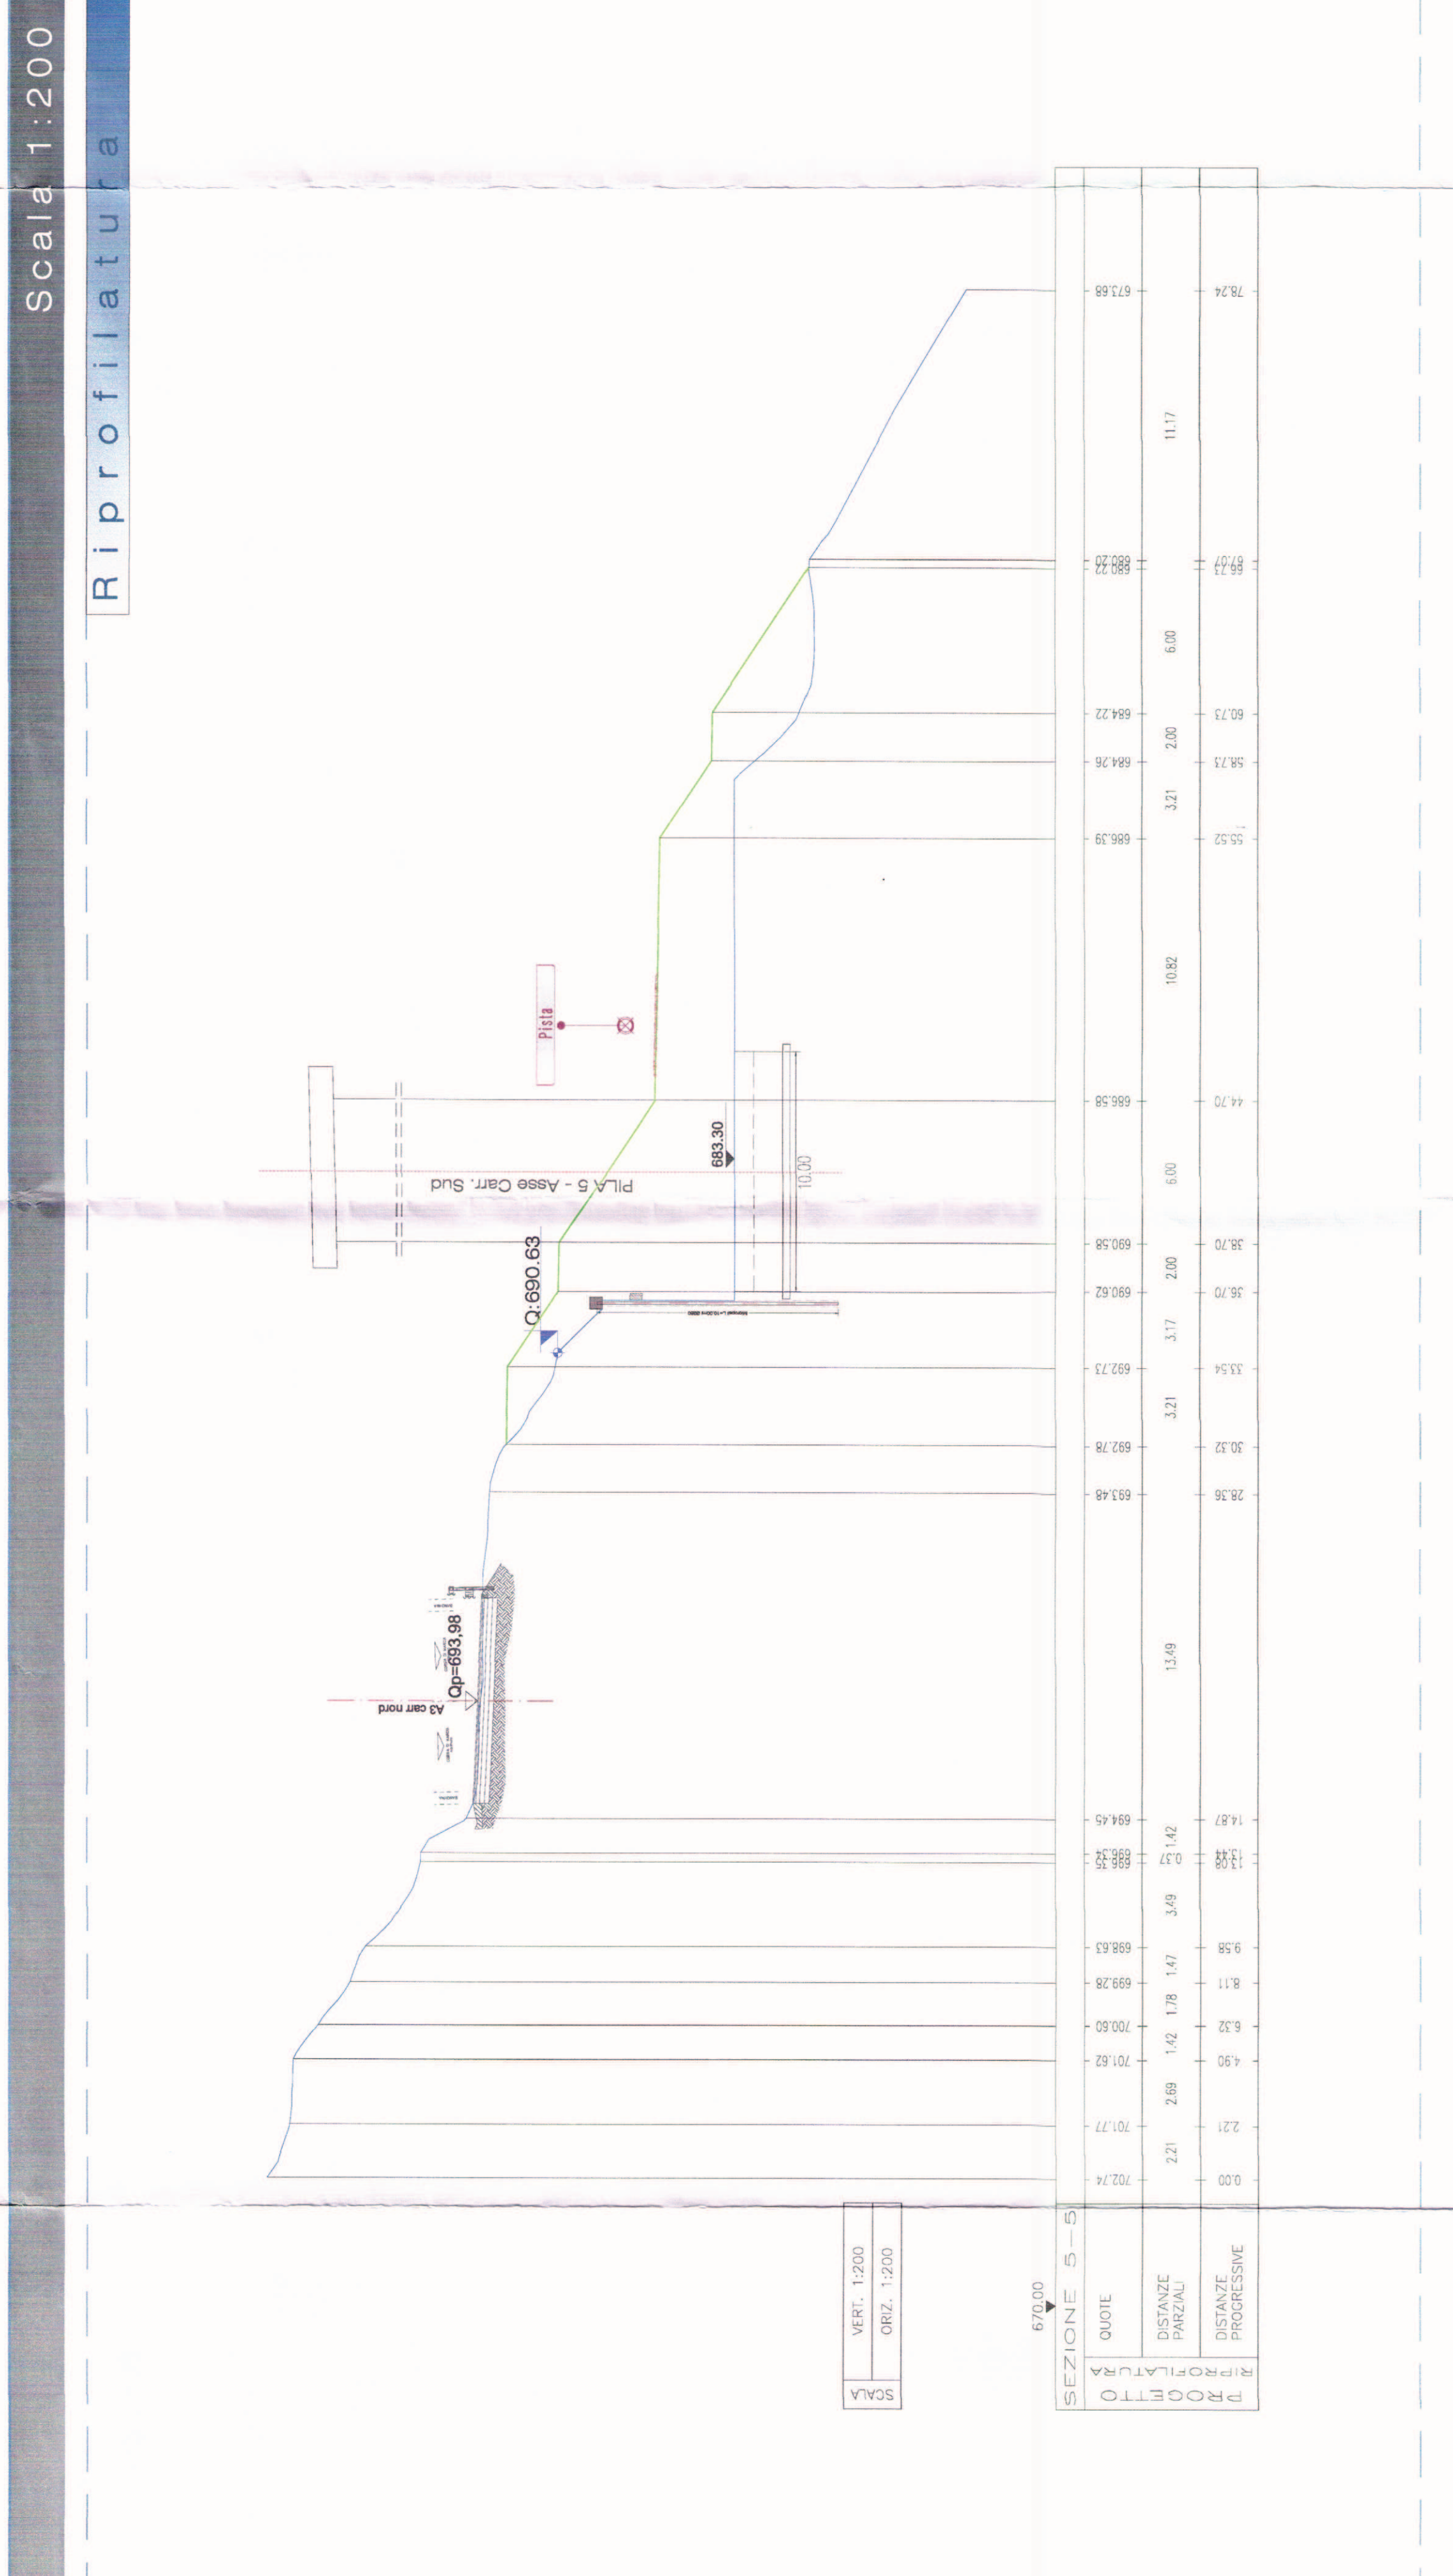 Scala 1:200
Riprofilatura
Pista
PILA 5 - Asse Carr. Sud
683.30
10.00
Q:690.63
Qp=693,98
A3 carr nord
SCALA
VERT. 1:200
ORIZ. 1:200
670.00
SEZIONE 5-5
PROGETTO
RIPROFILATURA
QUOTE
702.74 701.77 701.62 700.60 699.28 698.63 696.35 696.34 694.45 693.48 692.78 692.73 690.62 690.58 686.58 686.39 684.26 684.22 680.22 680.20 673.68
DISTANZE
PARZIALI
2.21 2.69 1.42 1.78 1.47 3.49 0.37 1.42 13.49 3.21 3.17 2.00 6.00 10.82 3.21 2.00 6.00 11.17
DISTANZE
PROGRESSIVE
0.00 2.21 4.90 6.32 8.11 9.58 13.08 13.44 14.87 28.36 30.32 33.54 36.70 38.70 44.70 55.52 58.73 60.73 66.73 67.07 78.24